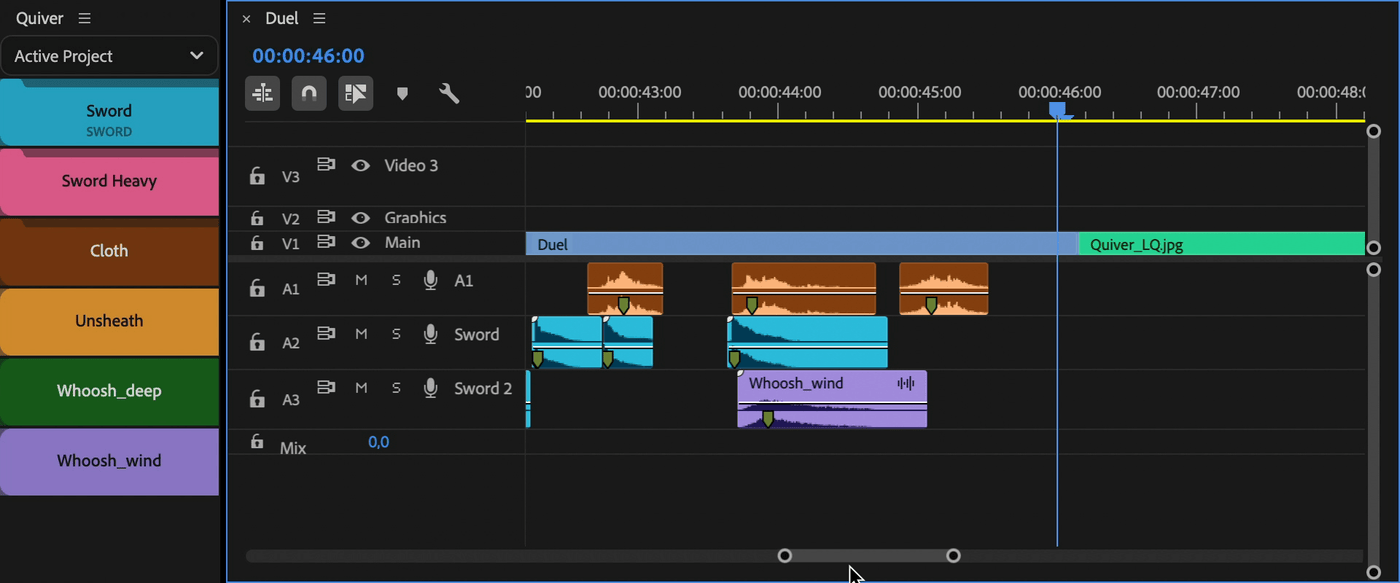 Quiver
Active Project
Sword
SWORD
Sword Heavy
Cloth
Unsheath
Whoosh_deep
Whoosh_wind
Duel
00:00:46:00
00 00:00:43:00 00:00:44:00 00:00:45:00 00:00:46:00 00:00:47:00 00:00:48:0
V3 Video 3
V2 Graphics
V1 Main Duel Quiver_LQ.jpg
A1 M S A1
A2 M S Sword
A3 M S Sword 2 Whoosh_wind
Mix 0,0